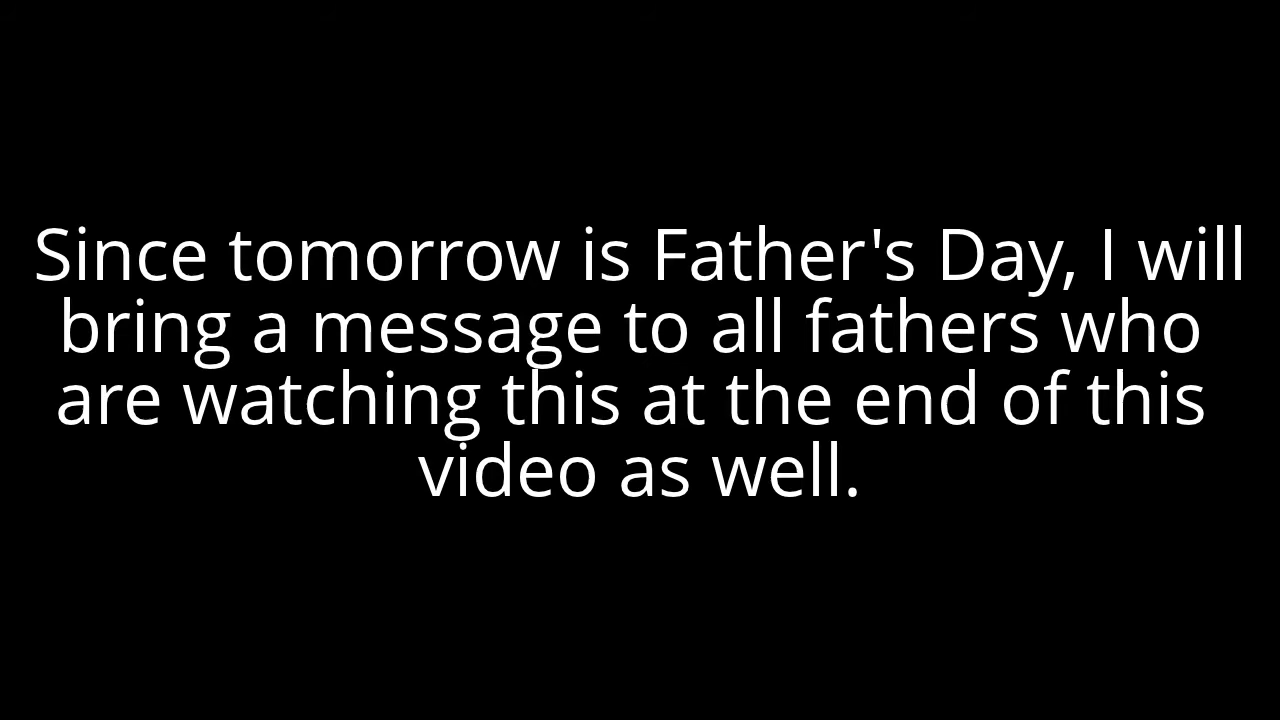 Since tomorrow is Father's Day, I will
bring a message to all fathers who
are watching this at the end of this
video as well.